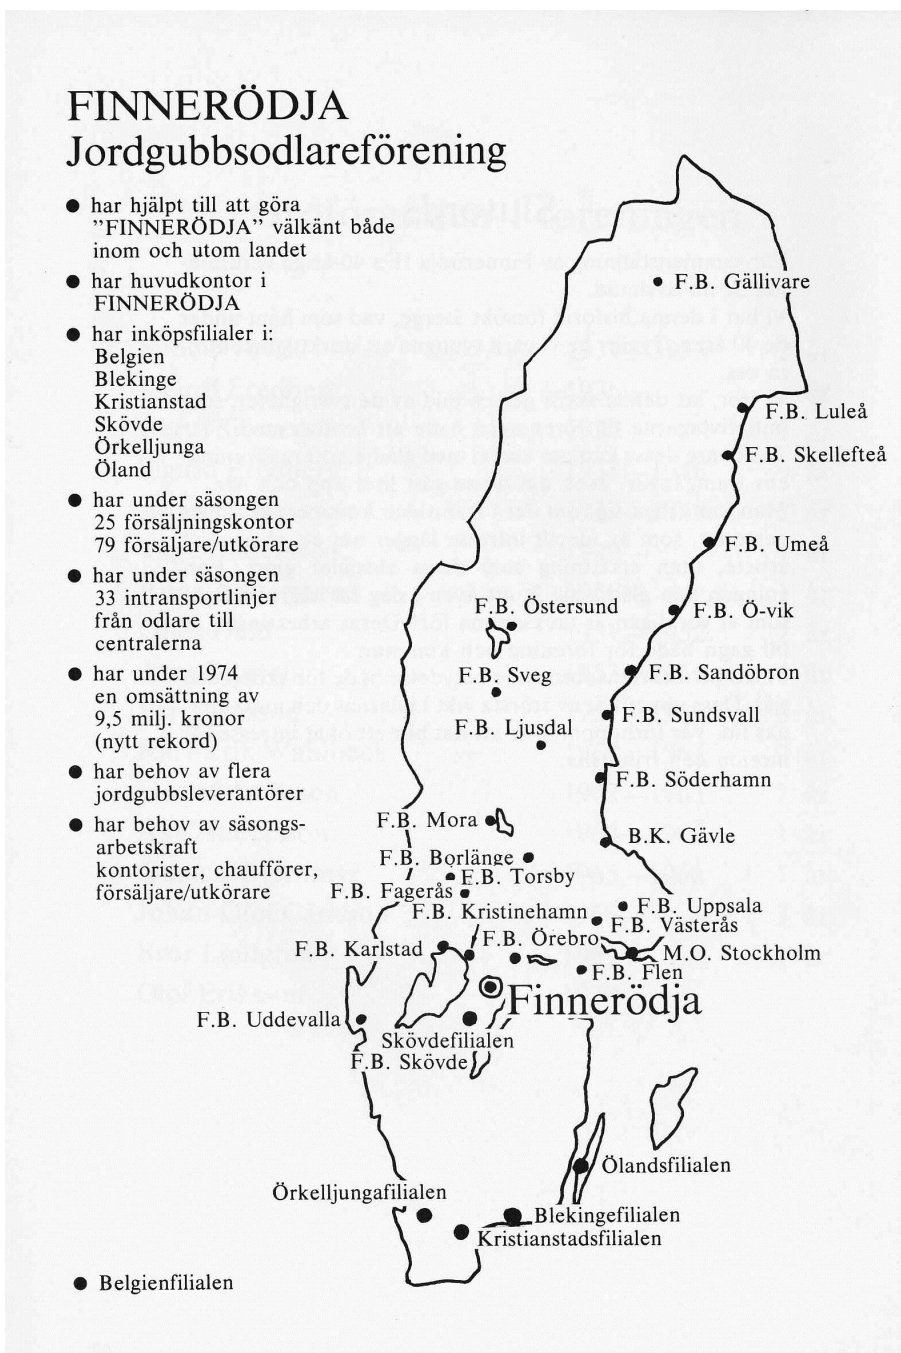 FINNERÖDJA
Jordgubbsodlareförening
● har hjälpt till att göra
"FINNERÖDJA" välkänt både
inom och utom landet
● har huvudkontor i
FINNERÖDJA
● har inköpsfilialer i:
Belgien
Blekinge
Kristianstad
Skövde
Örkelljunga
Öland
● har under säsongen
25 försäljningskontor
79 försäljare/utkörare
● har under säsongen
33 intransportlinjer
från odlare till
centralerna
● har under 1974
en omsättning av
9,5 milj. kronor
(nytt rekord)
● har behov av flera
jordgubbsleverantörer
● har behov av säsongs-
arbetskraft
kontorister, chaufförer,
försäljare/utkörare
F.B. Gällivare
F.B. Luleå
F.B. Skellefteå
F.B. Umeå
F.B. Östersund
F.B. Ö-vik
F.B. Sveg
F.B. Sandöbron
F.B. Sundsvall
F.B. Ljusdal
F.B. Söderhamn
F.B. Mora
B.K. Gävle
F.B. Borlänge
F.B. Torsby
F.B. Fagerås
F.B. Kristinehamn
F.B. Uppsala
F.B. Västerås
F.B. Karlstad
F.B. Örebro
M.O. Stockholm
F.B. Flen
Finnerödja
F.B. Uddevalla
Skövdefilialen
F.B. Skövde
Ölandsfilialen
Örkelljungafilialen
Blekingefilialen
Kristianstadsfilialen
● Belgienfilialen